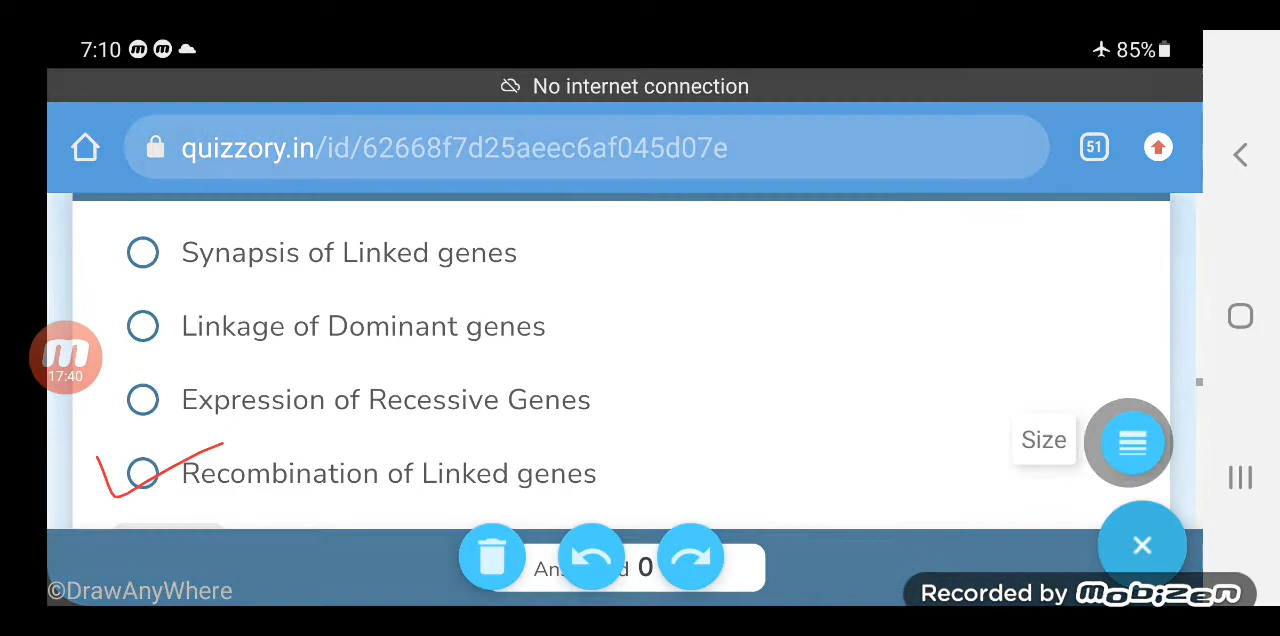 7:10
85%
No internet connection
quizzory.in/id/62668f7d25aeec6af045d07e
51
Synapsis of Linked genes
Linkage of Dominant genes
17:40
Expression of Recessive Genes
Size
Recombination of Linked genes
0
©DrawAnyWhere
Recorded by mobizen